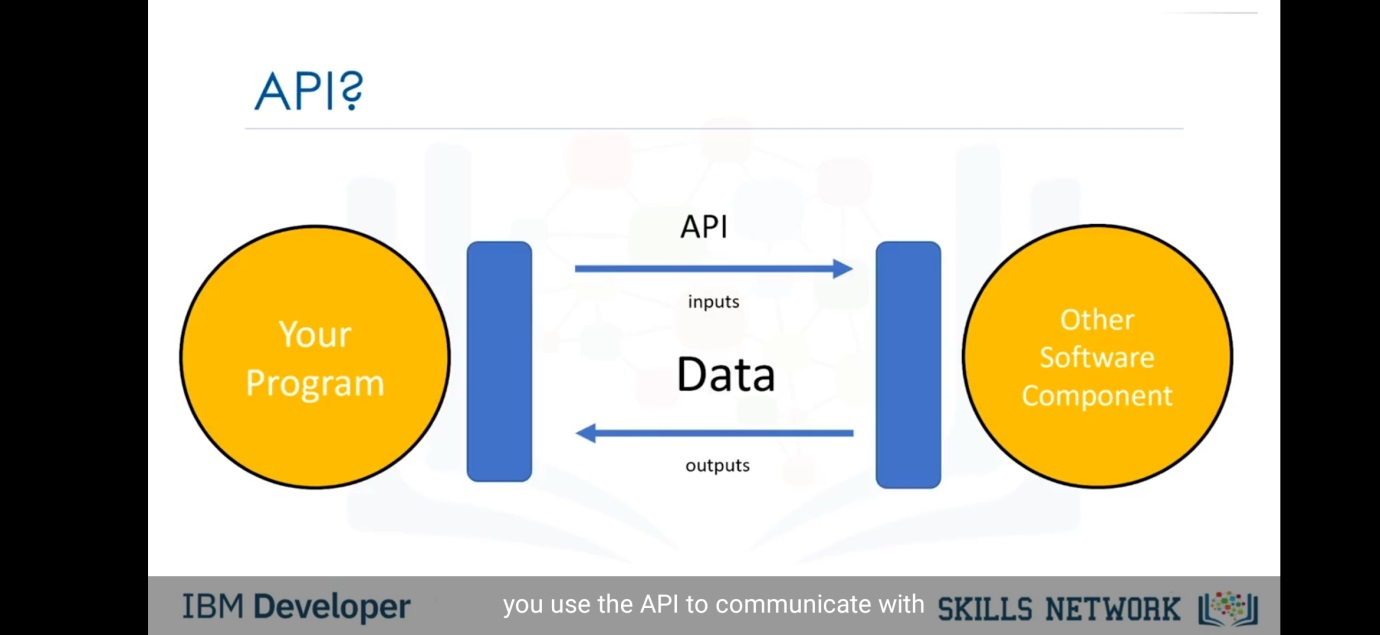 API?
API
inputs
Your
Program
Data
Other
Software
Component
outputs
IBM Developer
you use the API to communicate with
SKILLS NETWORK